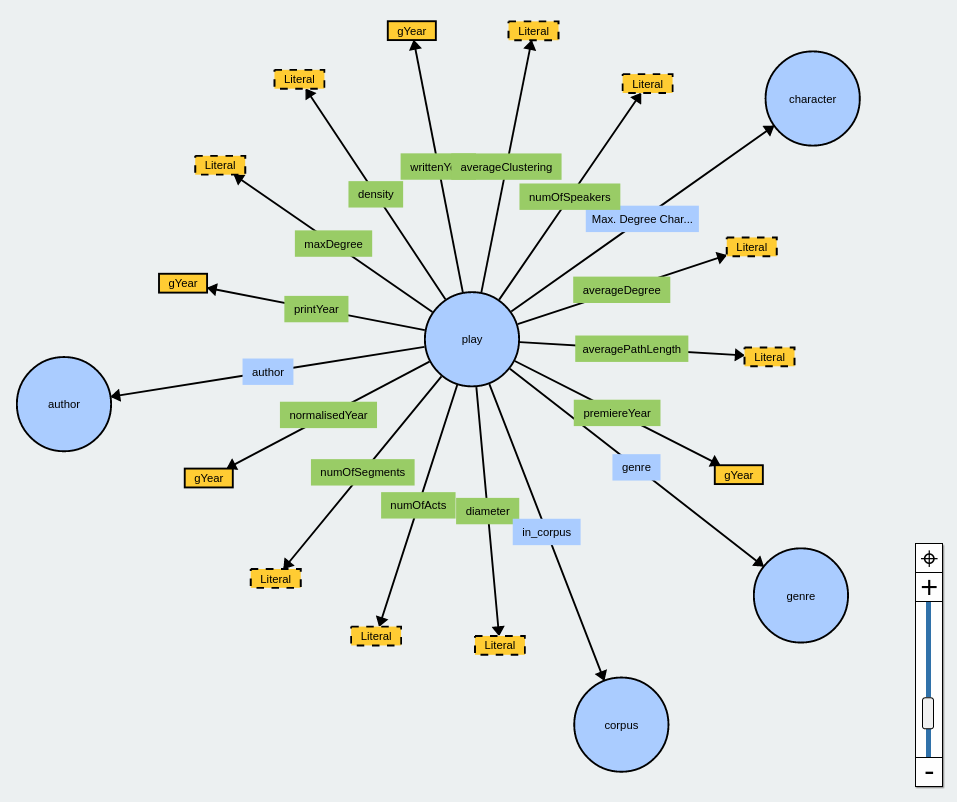 gYear
Literal
Literal
Literal
character
Literal
averageClustering
density
numOfSpeakers
Max. Degree Char...
maxDegree
Literal
printYear
gYear
averageDegree
play
averagePathLength
Literal
author
author
normalisedYear
premiereYear
numOfSegments
genre
gYear
gYear
numOfActs
diameter
in_corpus
Literal
genre
Literal
Literal
corpus
+
-